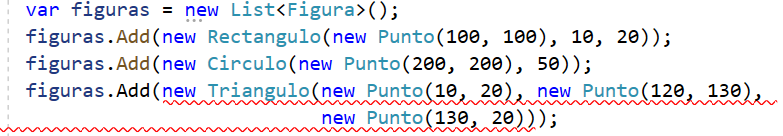 var figuras = new List<Figura>();
figuras.Add(new Rectangulo(new Punto(100, 100), 10, 20));
figuras.Add(new Circulo(new Punto(200, 200), 50));
figuras.Add(new Triangulo(new Punto(10, 20), new Punto(120, 130),
new Punto(130, 20)));